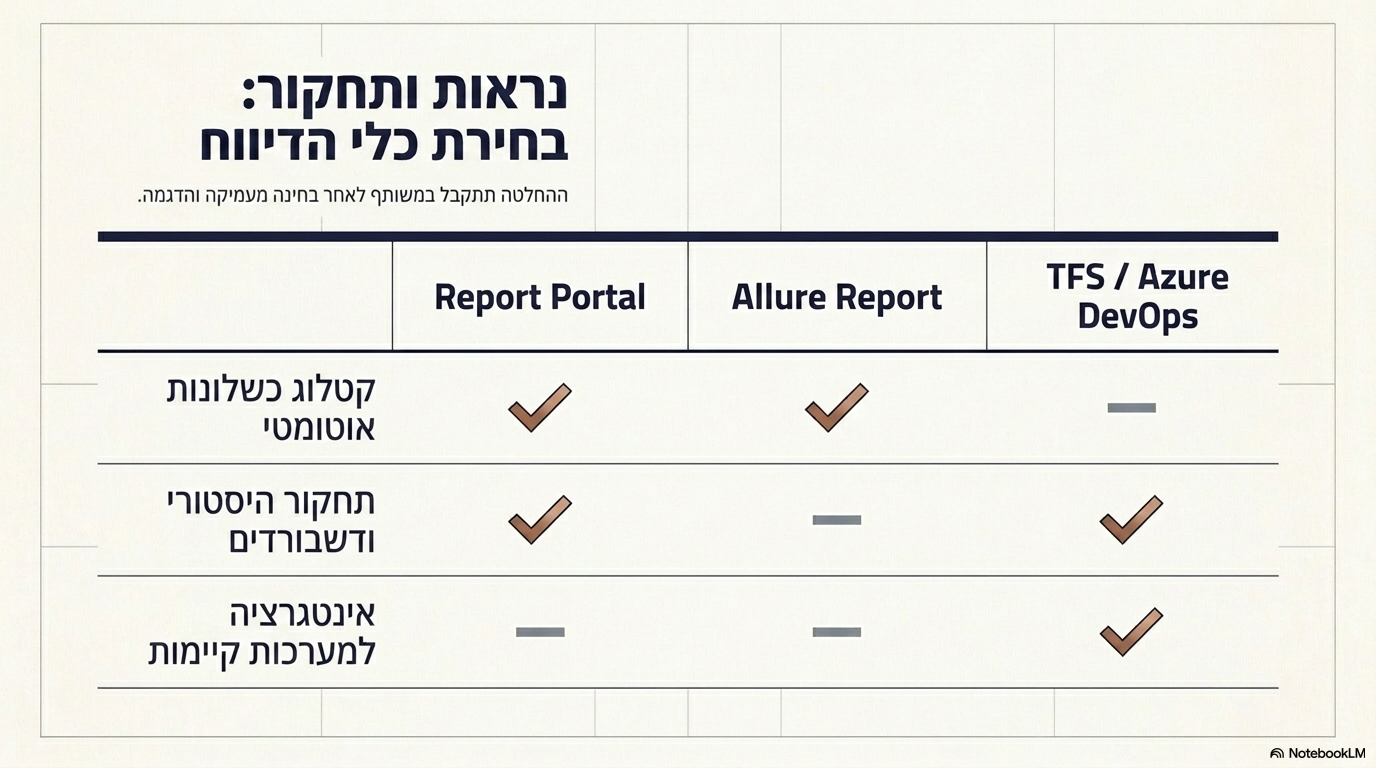 נראות ותחקור:
בחירת כלי הדיווח
ההחלטה תתקבל במשותף לאחר בחינה מעמיקה והדגמה.
Report Portal
Allure Report
TFS / Azure
DevOps
קטלוג כשלונות
אוטומטי
תחקור היסטורי
ודשבורדים
אינטגרציה
למערכות קיימות
NotebookLM